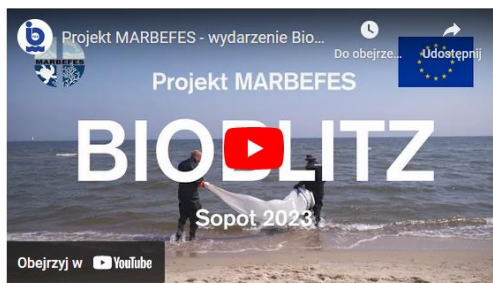 Projekt MARBEFES - wydarzenie Bio...
Do obejrze...
Udostępnij
MARBEFES
Projekt MARBEFES
BIOBLITZ
Sopot 2023
Obejrzyj w YouTube